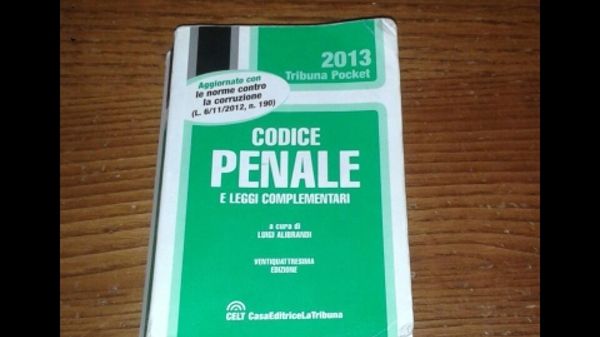 2013
Tribuna Pocket
Aggiornato con
le norme contro
la corruzione
(L. 6/11/2012, n. 190)
CODICE
PENALE
E LEGGI COMPLEMENTARI
a cura di
LUIGI ALIBRANDI
VENTIQUATTRESIMA
EDIZIONE
CELT CasaEditriceLaTribuna